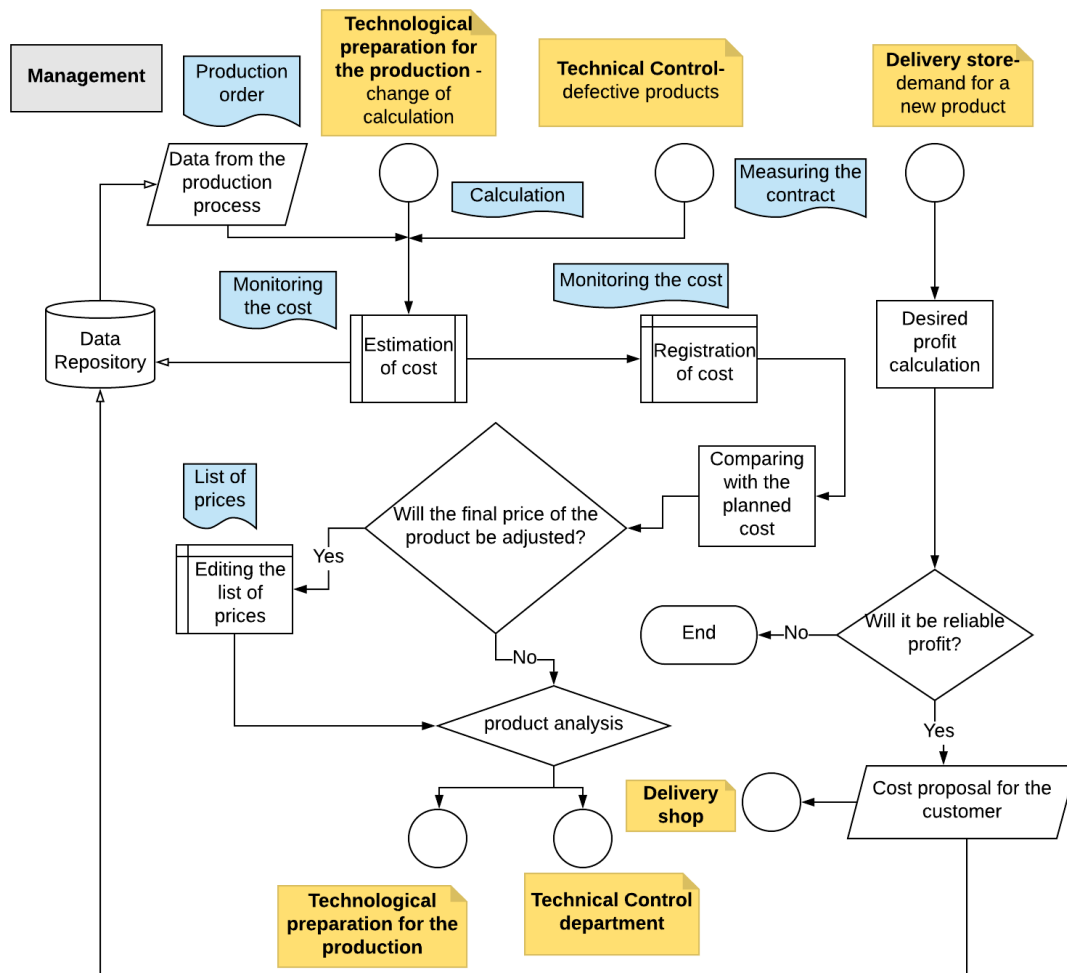 Management
Production
order
Technological
preparation for
the production -
change of
calculation
Technical Control-
defective products
Delivery store-
demand for a
new product
Data from the
production
process
Calculation
Measuring the
contract
Monitoring
the cost
Monitoring the cost
Data
Repository
Estimation
of cost
Registration
of cost
Desired
profit
calculation
List of
prices
Will the final price of the
product be adjusted?
Comparing
with the
planned
cost
Yes
Editing the
list of
prices
No
End
No
Will it be reliable
profit?
product analysis
Yes
Delivery
shop
Cost proposal for the
customer
Technological
preparation for the
production
Technical Control
department